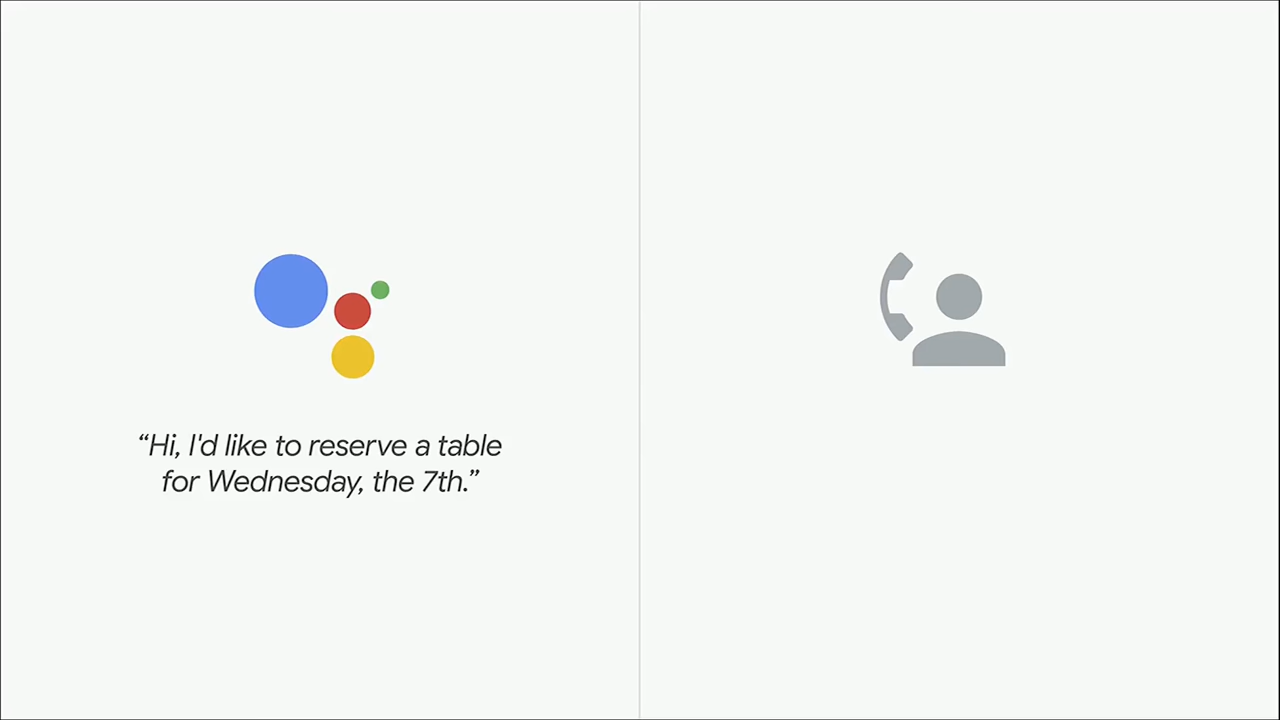 “Hi, I'd like to reserve a table
for Wednesday, the 7th.”